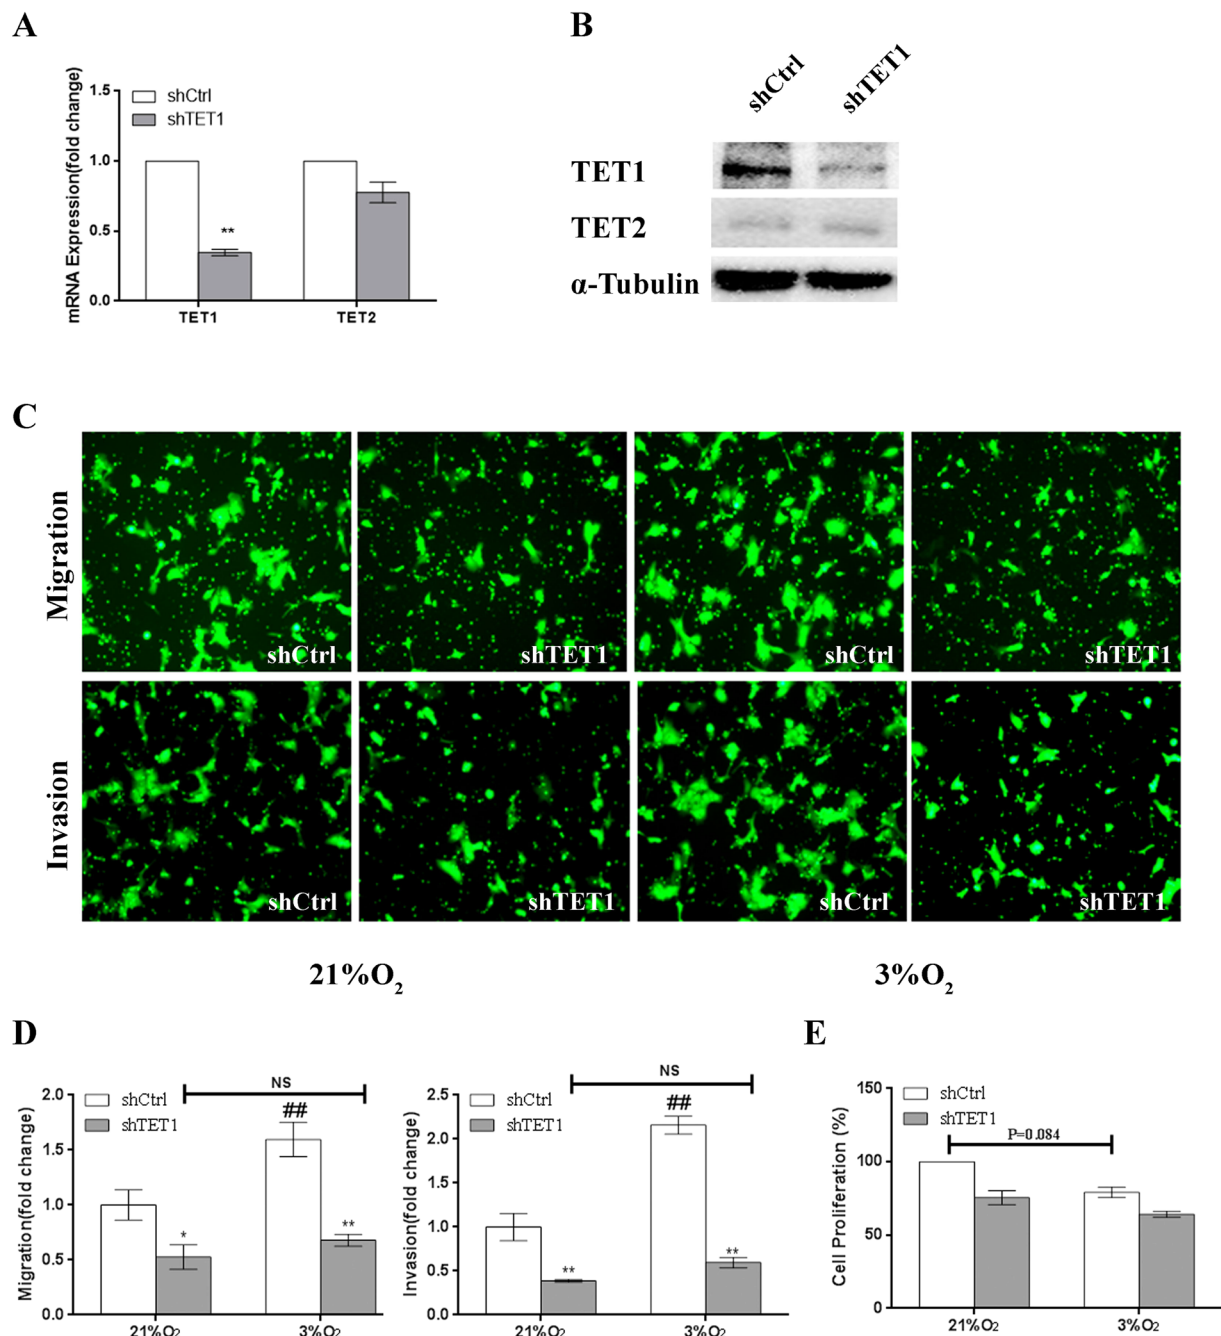 A
B
mRNA Expression(fold change)
1.5
1.0
0.5
0.0
shCtrl
shTET1
**
TET1
TET2
shCtrl
shTET1
TET1
TET2
α-Tubulin
C
Migration
shCtrl
shTET1
shCtrl
shTET1
Invasion
shCtrl
shTET1
shCtrl
shTET1
21%O₂
3%O₂
D
E
Migration(fold change)
2.0
1.5
1.0
0.5
0.0
shCtrl
shTET1
NS
##
*
**
21%O₂
3%O₂
Invasion(fold change)
2.5
2.0
1.5
1.0
0.5
0.0
shCtrl
shTET1
NS
##
**
**
21%O₂
3%O₂
Cell Proliferation (%)
150
100
50
0
shCtrl
shTET1
P=0.084
21%O₂
3%O₂